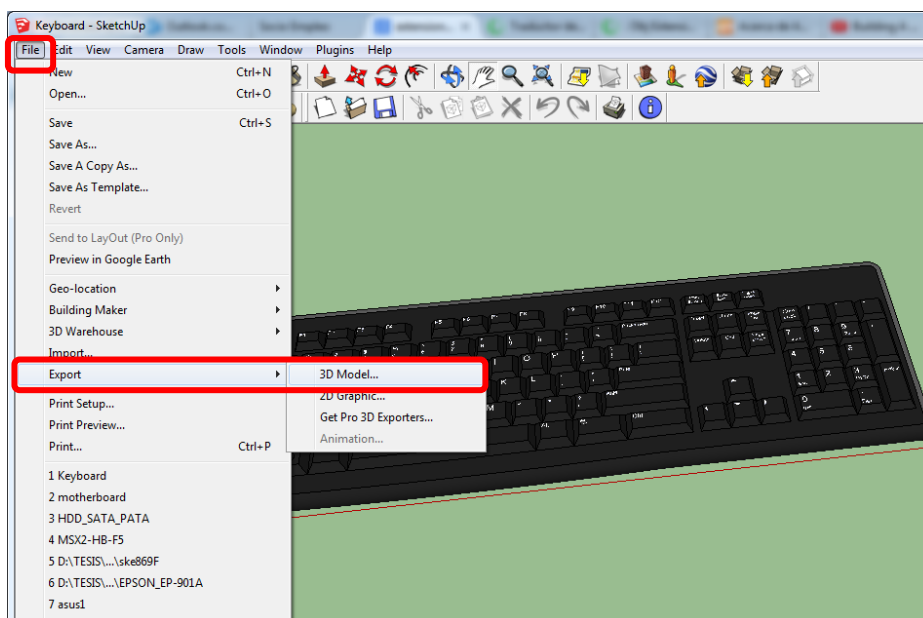 Keyboard - SketchUp
File Edit View Camera Draw Tools Window Plugins Help
New Ctrl+N
Open... Ctrl+O
Save Ctrl+S
Save As...
Save A Copy As...
Save As Template...
Revert
Send to LayOut (Pro Only)
Preview in Google Earth
Geo-location
Building Maker
3D Warehouse
Import...
Export
3D Model...
2D Graphic...
Get Pro 3D Exporters...
Animation...
Print Setup...
Print Preview...
Print... Ctrl+P
1 Keyboard
2 motherboard
3 HDD_SATA_PATA
4 MSX2-HB-F5
5 D:\TESIS\...\ske869F
6 D:\TESIS\...\EPSON_EP-901A
7 asus1